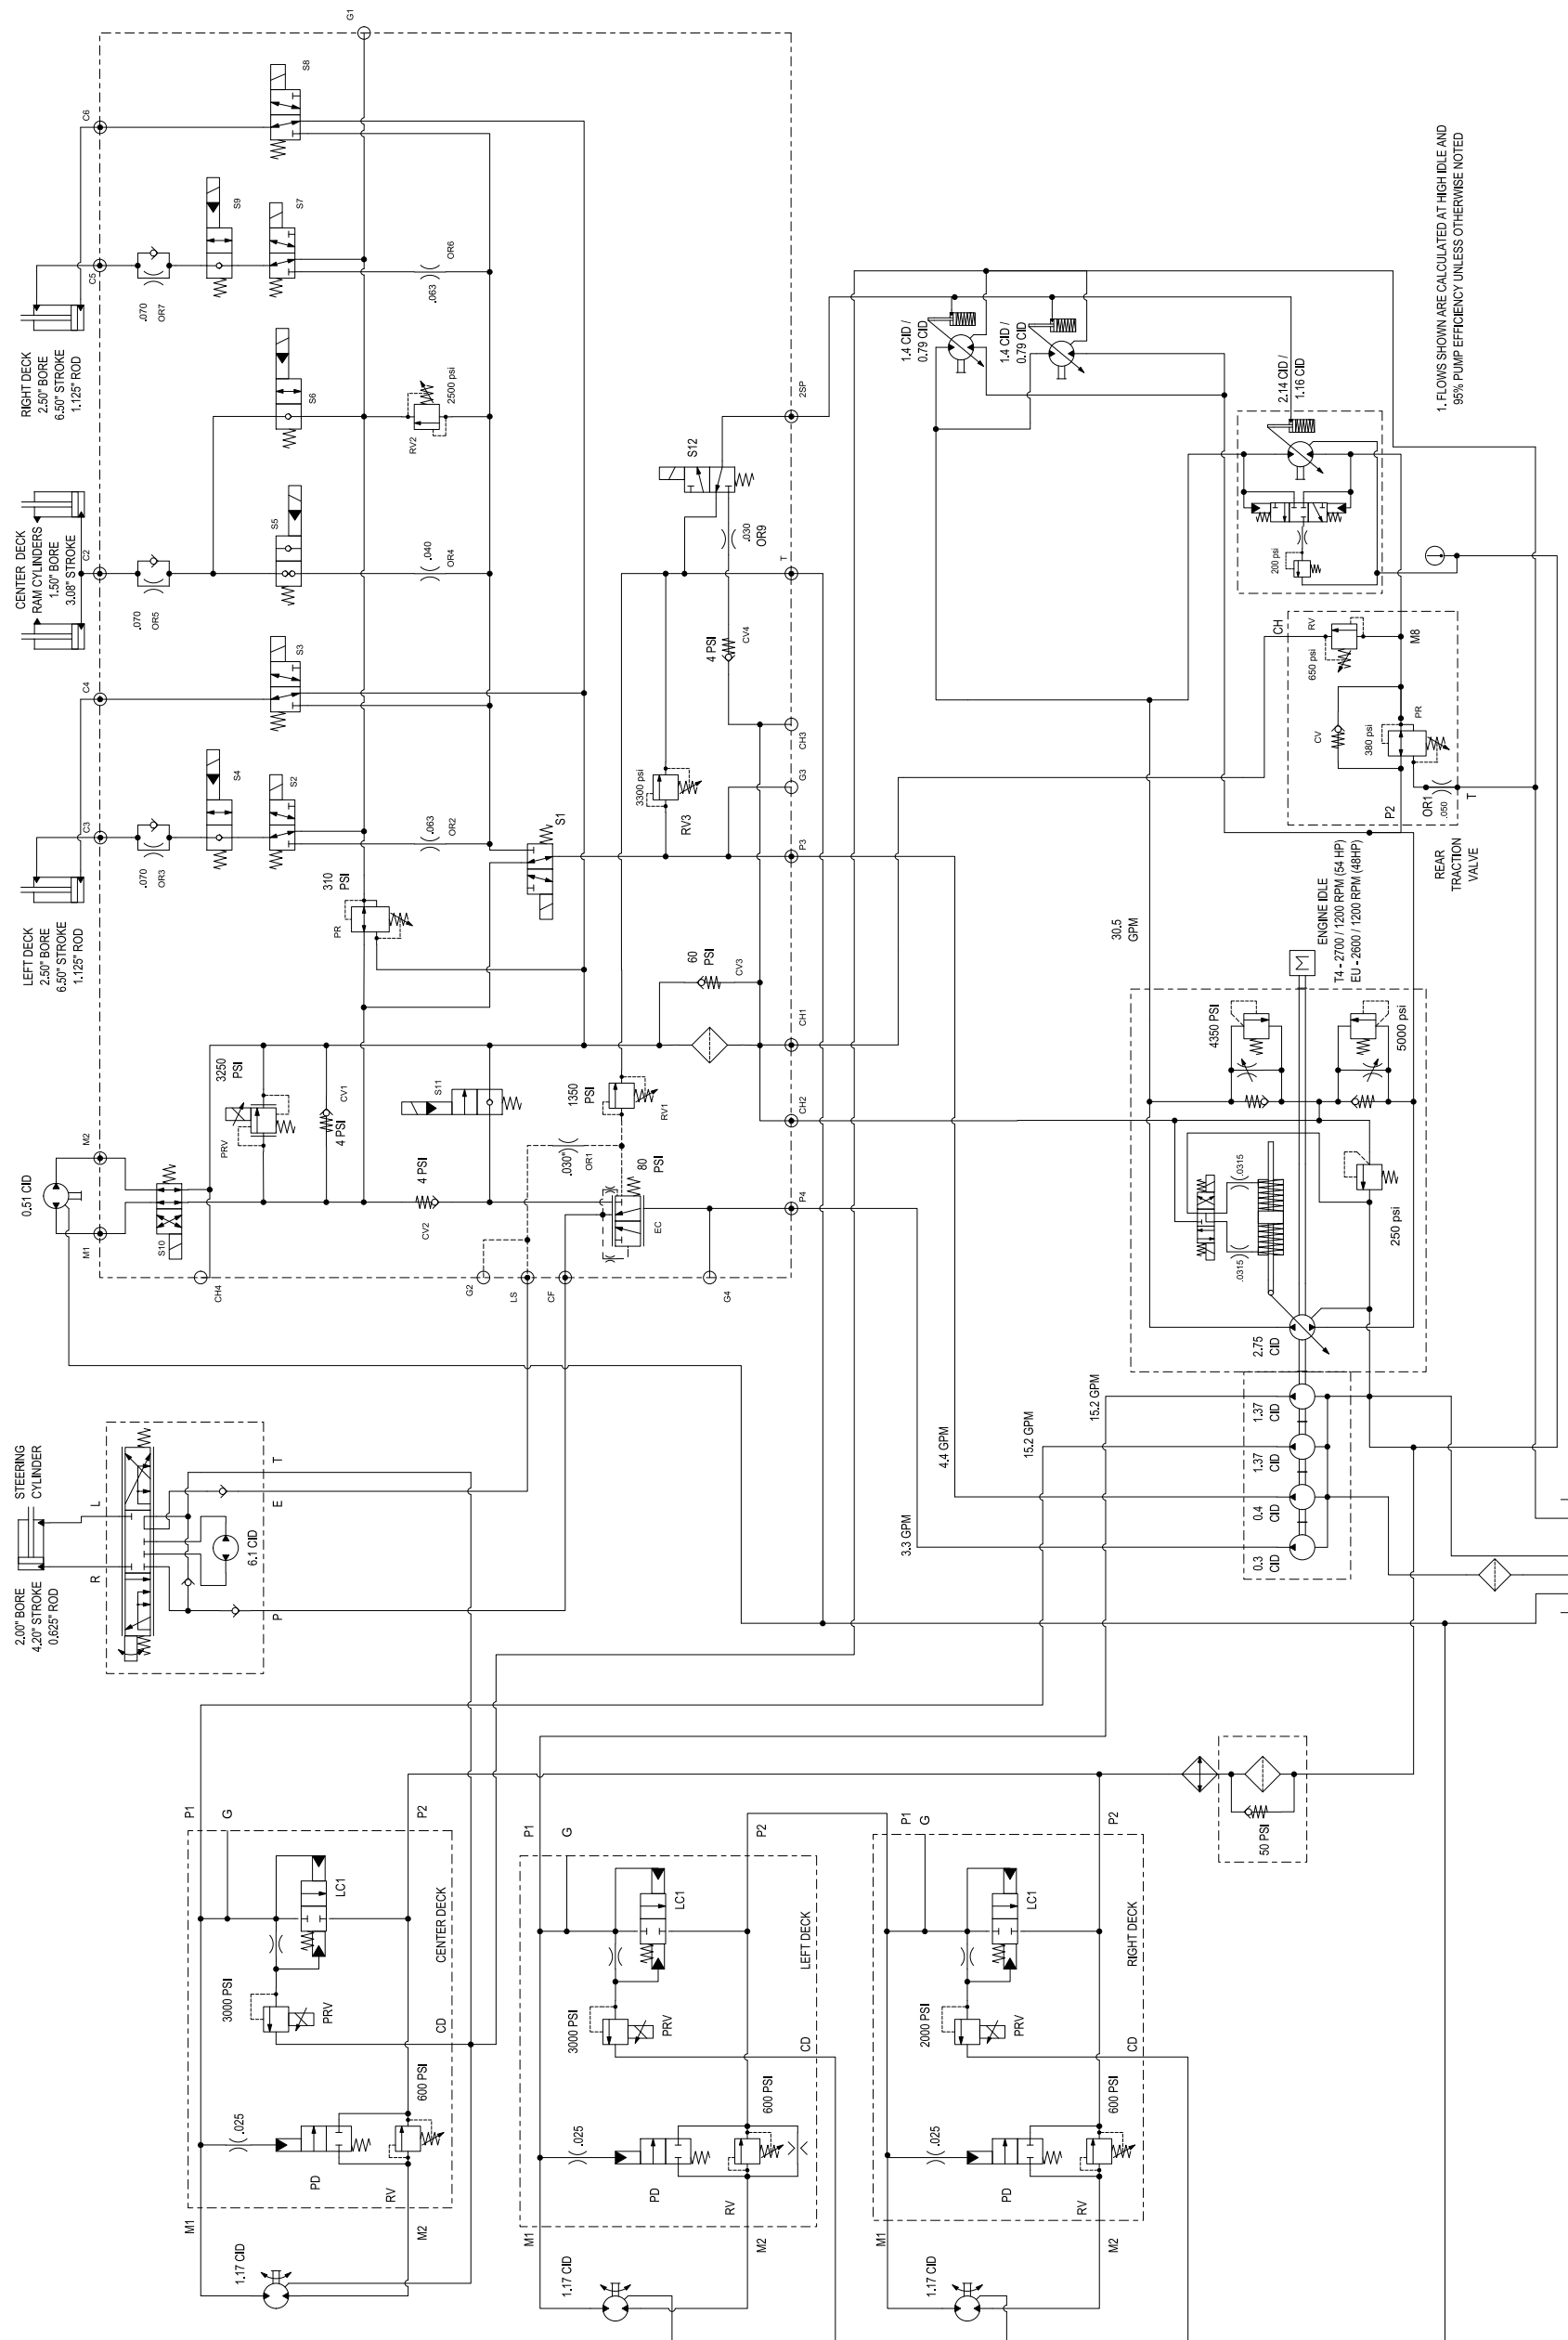 G1
S8
C6
S9
S7
C5
.070
OR7
OR6
.063
RIGHT DECK
2.50" BORE
6.50" STROKE
1.125" ROD
S6
RV2
2500 psi
CENTER DECK
RAM CYLINDERS
1.50" BORE
3.08" STROKE
C2
S5
.070
OR5
.040
OR4
S3
C4
S4
S2
C3
.070
OR3
.063
OR2
LEFT DECK
2.50" BORE
6.50" STROKE
1.125" ROD
310
PSI
PR
S1
S12
2SP
.030
OR9
T
4 PSI
CV4
CH3
G3
3300 psi
RV3
P3
60
PSI
CV3
CH1
CH2
3250
PSI
PRV
CV1
4 PSI
S11
1350
PSI
RV1
.030"
OR1
4 PSI
CV2
80
PSI
EC
P4
M2
0.51 CID
M1
S10
CH4
G2
LS
CF
G4
1.4 CID /
0.79 CID
1.4 CID /
0.79 CID
2.14 CID /
1.16 CID
200 psi
1. FLOWS SHOWN ARE CALCULATED AT HIGH IDLE AND
95% PUMP EFFICIENCY UNLESS OTHERWISE NOTED
CH
RV
650 psi
M8
CV
380 psi
PR
P2
OR1
.050
T
REAR
TRACTION
VALVE
30.5
GPM
ENGINE IDLE
T4 - 2700 / 1200 RPM (54 HP)
EU - 2600 / 1200 RPM (48HP)
M
4350 PSI
5000 psi
.0315
.0315
250 psi
2.75
CID
15.2 GPM
15.2 GPM
4.4 GPM
3.3 GPM
1.37
CID
1.37
CID
0.4
CID
0.3
CID
STEERING
CYLINDER
2.00" BORE
4.20" STROKE
0.625" ROD
L
R
T
E
P
6.1 CID
P1
G
P2
LC1
CENTER DECK
3000 PSI
PRV
CD
.025
600 PSI
PD
RV
M1
M2
1.17 CID
P1
G
P2
LC1
LEFT DECK
3000 PSI
PRV
CD
.025
600 PSI
PD
RV
M1
M2
1.17 CID
P1
G
P2
LC1
RIGHT DECK
2000 PSI
PRV
CD
.025
600 PSI
PD
RV
M1
M2
1.17 CID
50 PSI